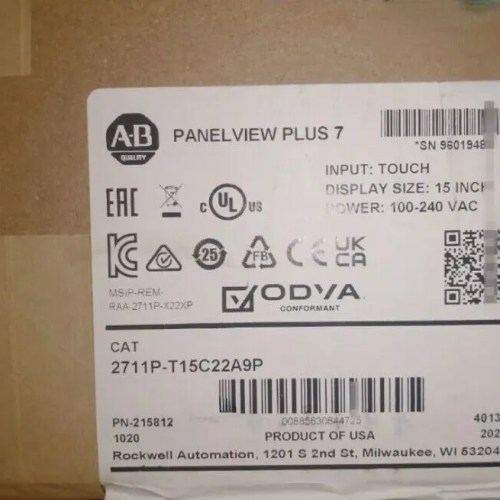 A-B
QUALITY
PANELVIEW PLUS 7
*SN 9601948
INPUT: TOUCH
DISPLAY SIZE: 15 INCH
POWER: 100-240 VAC
EAC
c UL US
25
FB
CE
UK
CA
MSIP-REM-
RAA-2711P-X22XP
ODVA
CONFORMANT
CAT
2711P-T15C22A9P
PN-215812
1020
PRODUCT OF USA
4013
202
Rockwell Automation, 1201 S 2nd St, Milwaukee, WI 53204